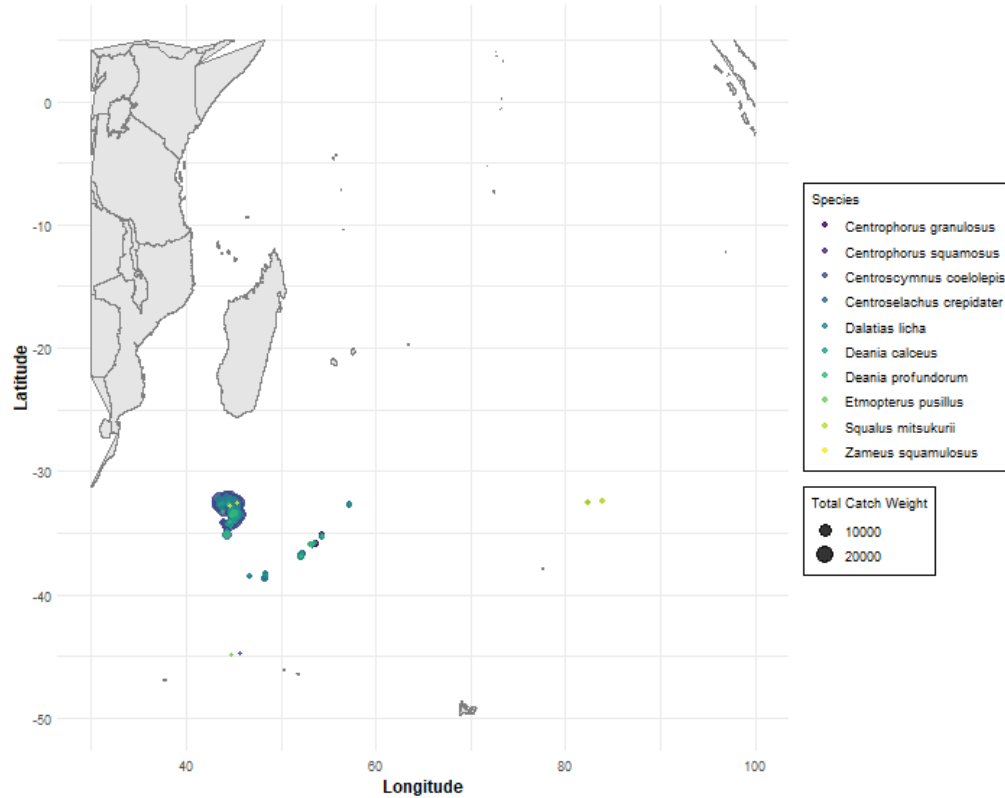 0
-10
-20
-30
-40
-50
Latitude
40
60
80
100
Longitude
Species
Centrophorus granulosus
Centrophorus squamosus
Centroscymnus coelolepis
Centroselachus crepidater
Dalatias licha
Deania calceus
Deania profundorum
Etmopterus pusillus
Squalus mitsukurii
Zameus squamulosus
Total Catch Weight
10000
20000